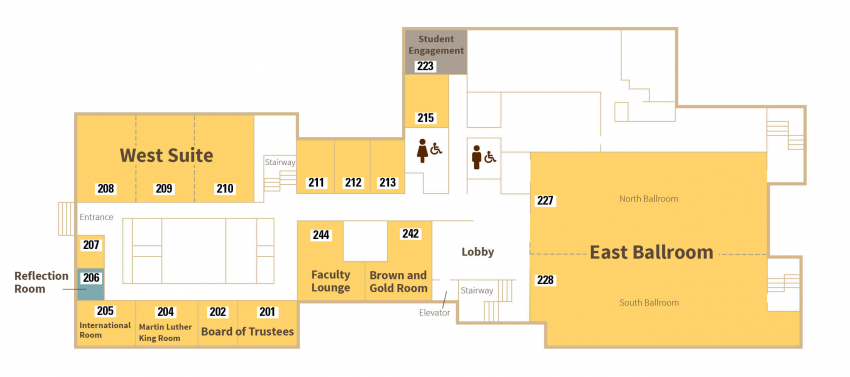 Student
Engagement
223
215
West Suite
Stairway
208
209
210
211
212
213
Entrance
227
North Ballroom
207
244
242
Lobby
East Ballroom
Reflection
Room
206
Faculty
Lounge
Brown and
Gold Room
228
Stairway
South Ballroom
Elevator
205
204
202
201
International
Room
Martin Luther
King Room
Board of Trustees